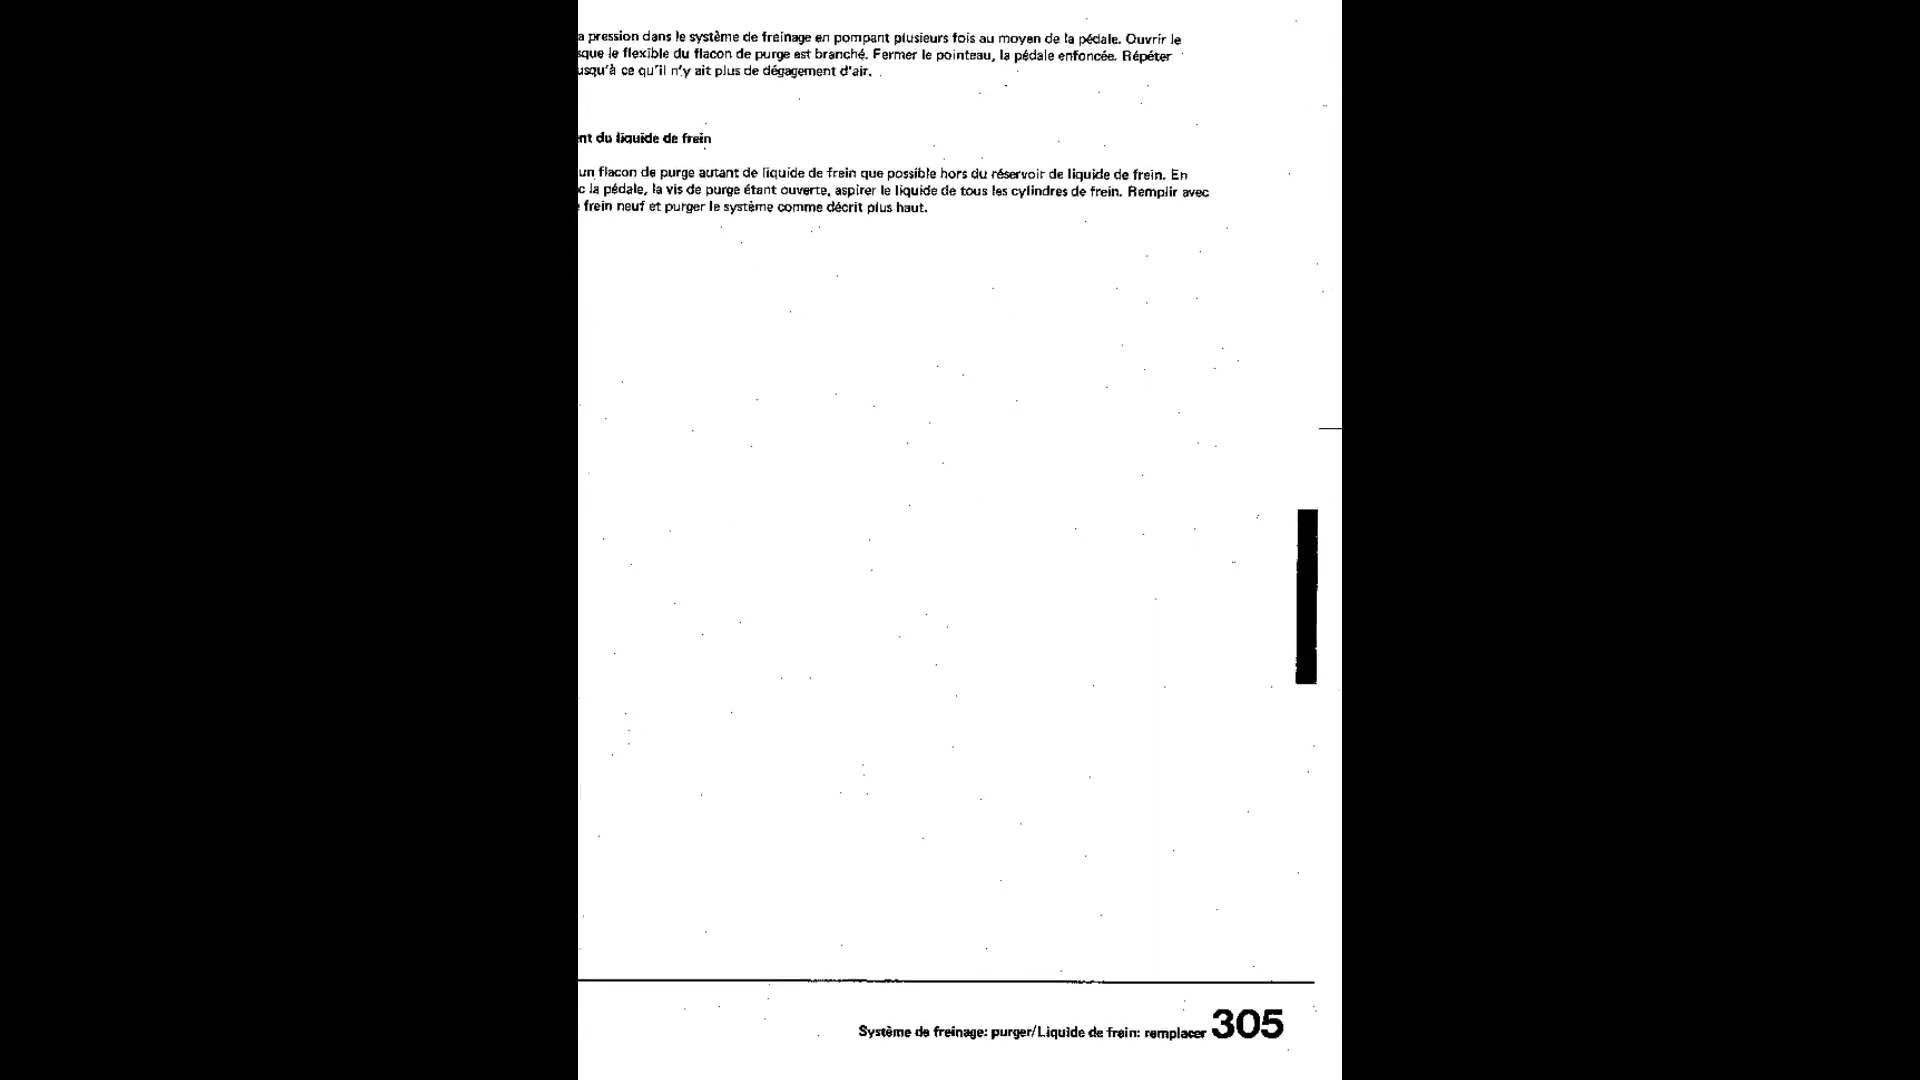 a pression dans le système de freinage en pompant plusieurs fois au moyen de la pédale. Ouvrir le
sque le flexible du flacon de purge est branché. Fermer le pointeau, la pédale enfoncée. Répéter
usqu'à ce qu'il n'y ait plus de dégagement d'air.
nt du liquide de frein
un flacon de purge autant de liquide de frein que possible hors du réservoir de liquide de frein. En
c la pédale, la vis de purge étant ouverte, aspirer le liquide de tous les cylindres de frein. Remplir avec
frein neuf et purger le système comme décrit plus haut.
Système de freinage: purger/Liquide de frein: remplacer 305